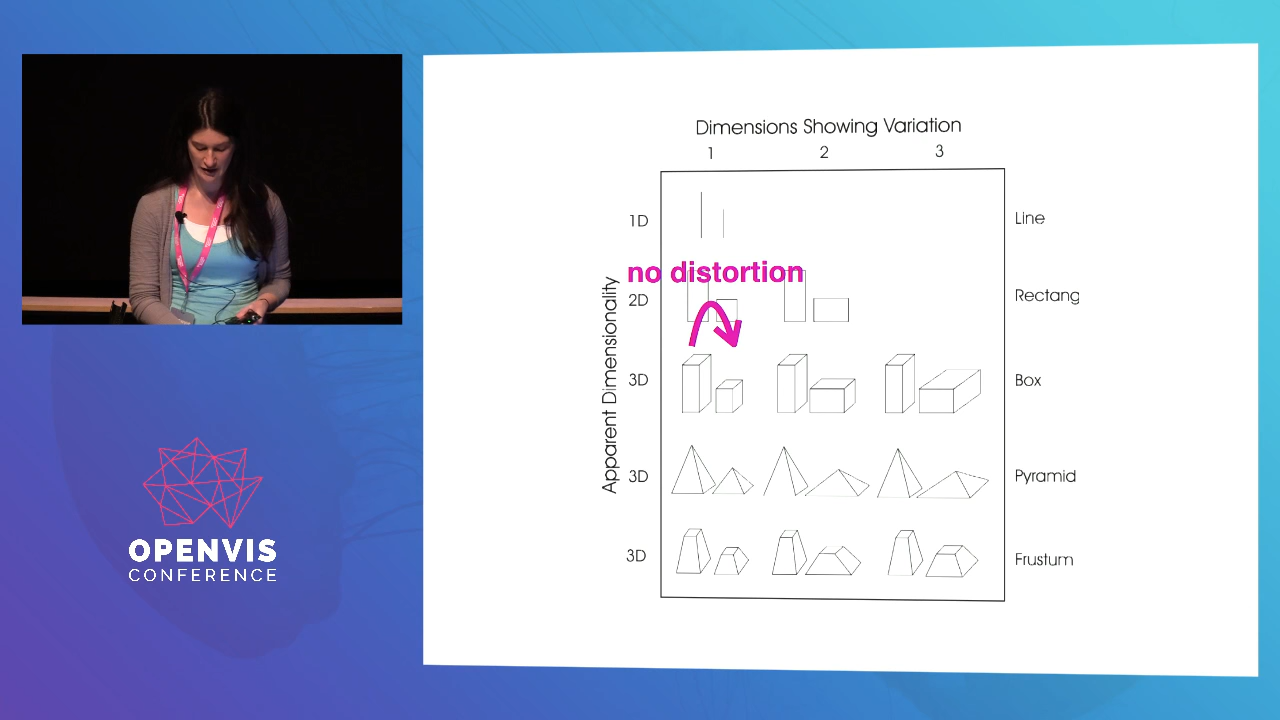 Dimensions Showing Variation
1 2 3
1D Line
no distortion
2D Rectang
Apparent Dimensionality
3D Box
3D Pyramid
3D Frustum
OPENVIS
CONFERENCE